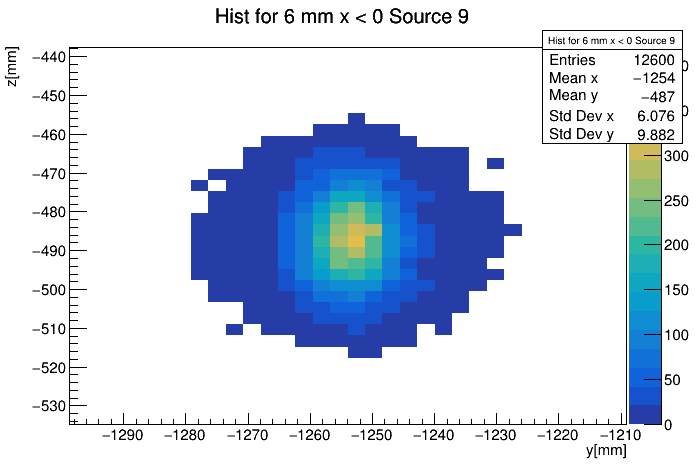 Hist for 6 mm x < 0 Source 9
Hist for 6 mm x < 0 Source 9
Entries 12600
Mean x −1254
Mean y −487
Std Dev x 6.076
Std Dev y 9.882
z[mm]
−440
−450
−460
−470
−480
−490
−500
−510
−520
−530
0
0
300
250
200
150
100
50
0
−1290 −1280 −1270 −1260 −1250 −1240 −1230 −1220 −1210
y[mm]